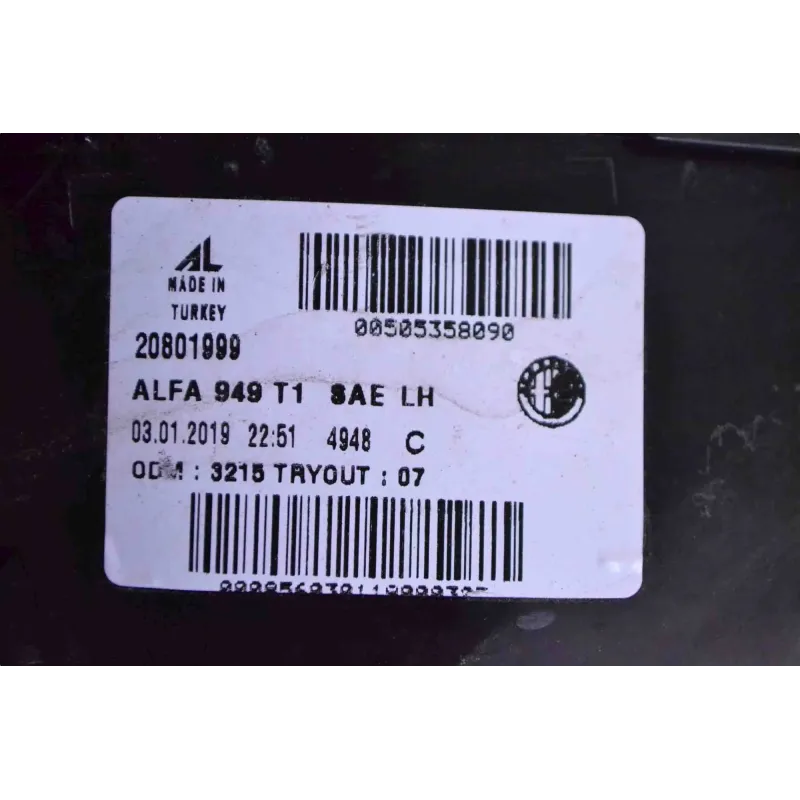 AL
MADE IN
TURKEY
00505358090
20801999
ALFA 949 T1 SAE LH
03.01.2019 22:51 4948 C
ODM : 3215 TRYOUT : 07